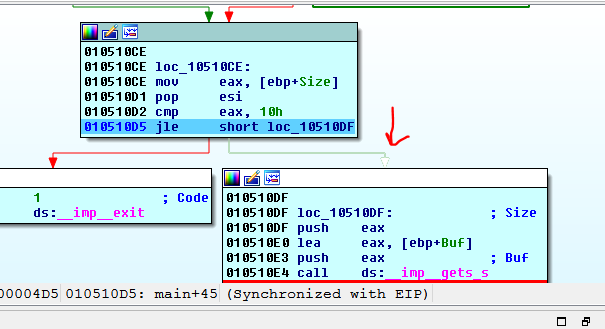 010510CE
010510CE loc_10510CE:
010510CE mov eax, [ebp+Size]
010510D1 pop esi
010510D2 cmp eax, 10h
010510D5 jle short loc_10510DF
1 ; Code
ds:__imp__exit
010510DF
010510DF loc_10510DF: ; Size
010510DF push eax
010510E0 lea eax, [ebp+Buf]
010510E3 push eax ; Buf
010510E4 call ds:__imp__gets_s
00004D5 010510D5: main+45 (Synchronized with EIP)